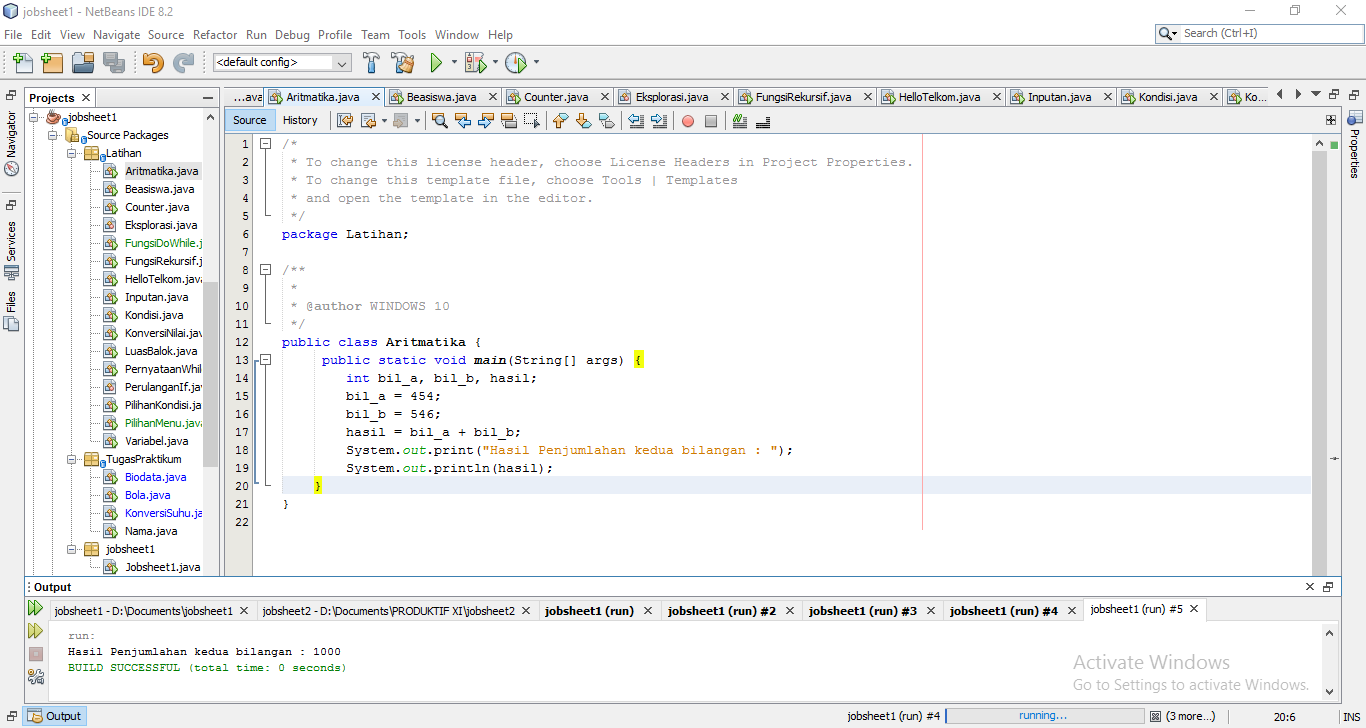 jobsheet1 - NetBeans IDE 8.2
File Edit View Navigate Source Refactor Run Debug Profile Team Tools Window Help
Search (Ctrl+I)
<default config>
Projects
...ava Aritmatika.java Beasiswa.java Counter.java Eksplorasi.java FungsiRekursif.java HelloTelkom.java Inputan.java Kondisi.java Ko...
Source History
Navigator
Services
Files
Properties
jobsheet1
Source Packages
Latihan
Aritmatika.java
Beasiswa.java
Counter.java
Eksplorasi.java
FungsiDoWhile.j
FungsiRekursif.j
HelloTelkom.java
Inputan.java
Kondisi.java
KonversiNilai.jav
LuasBalok.java
PernyataanWhil
PerulanganIf.ja
PilihanKondisi.ja
PilihanMenu.java
Variabel.java
TugasPraktikum
Biodata.java
Bola.java
KonversiSuhu.ja
Nama.java
jobsheet1
Jobsheet1.java
1 /*
2 * To change this license header, choose License Headers in Project Properties.
3 * To change this template file, choose Tools | Templates
4 * and open the template in the editor.
5 */
6 package Latihan;
7
8 /**
9 *
10 * @author WINDOWS 10
11 */
12 public class Aritmatika {
13 public static void main(String[] args) {
14 int bil_a, bil_b, hasil;
15 bil_a = 454;
16 bil_b = 546;
17 hasil = bil_a + bil_b;
18 System.out.print("Hasil Penjumlahan kedua bilangan : ");
19 System.out.println(hasil);
20 }
21 }
22
Output
jobsheet1 - D:\Documents\jobsheet1 jobsheet2 - D:\Documents\PRODUKTIF XI\jobsheet2 jobsheet1 (run) jobsheet1 (run) #2 jobsheet1 (run) #3 jobsheet1 (run) #4 jobsheet1 (run) #5
run:
Hasil Penjumlahan kedua bilangan : 1000
BUILD SUCCESSFUL (total time: 0 seconds)
Activate Windows
Go to Settings to activate Windows.
Output
jobsheet1 (run) #4 running... (3 more...) 20:6 INS